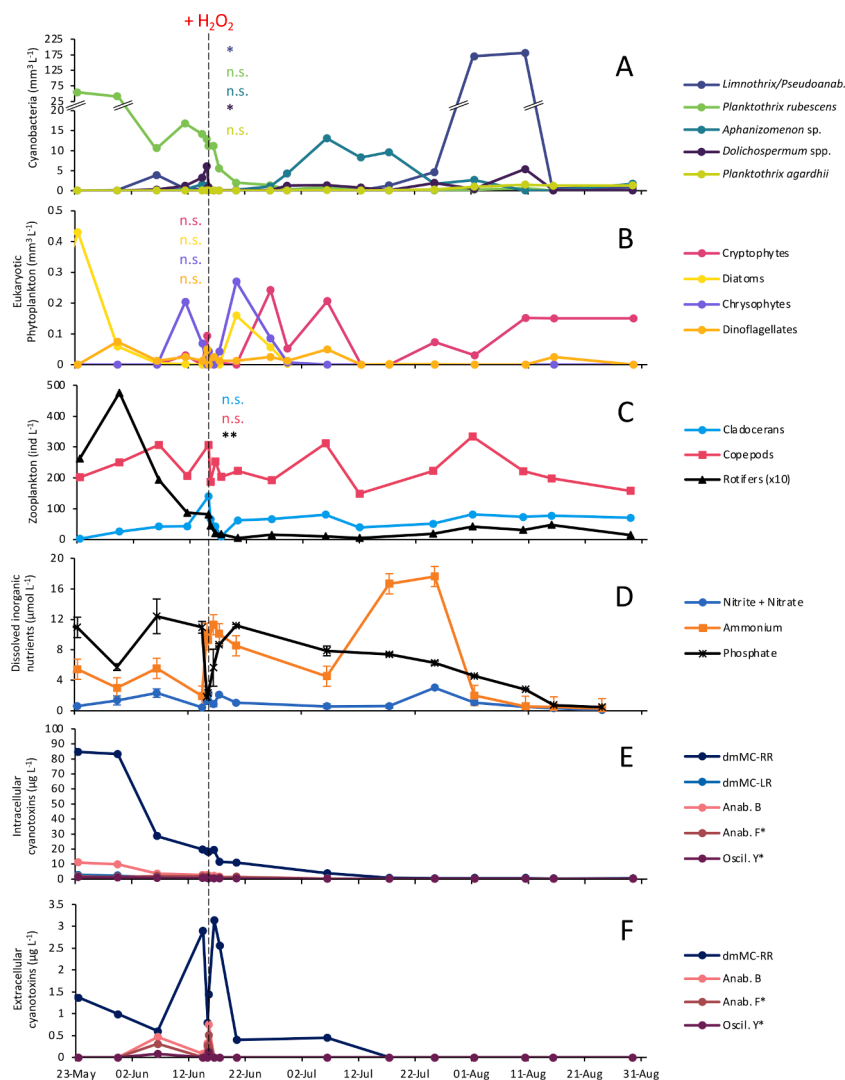 + H₂O₂
A
Cyanobacteria (mm³ L⁻¹)
225
175
125
75
25
20
15
10
5
0
*
n.s.
n.s.
*
n.s.
Limnothrix/Pseudoanab.
Planktothrix rubescens
Aphanizomenon sp.
Dolichospermum spp.
Planktothrix agardhii
B
Eukaryotic
Phytoplankton (mm³ L⁻¹)
0.5
0.4
0.3
0.2
0.1
0
n.s.
n.s.
n.s.
n.s.
Cryptophytes
Diatoms
Chrysophytes
Dinoflagellates
C
Zooplankton (ind L⁻¹)
500
400
300
200
100
0
n.s.
n.s.
**
Cladocerans
Copepods
Rotifers (x10)
D
Dissolved inorganic
nutrients (µmol L⁻¹)
20
16
12
8
4
0
Nitrite + Nitrate
Ammonium
Phosphate
E
Intracellular
cyanotoxins (µg L⁻¹)
100
90
80
70
60
50
40
30
20
10
0
dmMC-RR
dmMC-LR
Anab. B
Anab. F*
Oscil. Y*
F
Extracellular
cyanotoxins (µg L⁻¹)
3.5
3
2.5
2
1.5
1
0.5
0
dmMC-RR
Anab. B
Anab. F*
Oscil. Y*
23-May 02-Jun 12-Jun 22-Jun 02-Jul 12-Jul 22-Jul 01-Aug 11-Aug 21-Aug 31-Aug